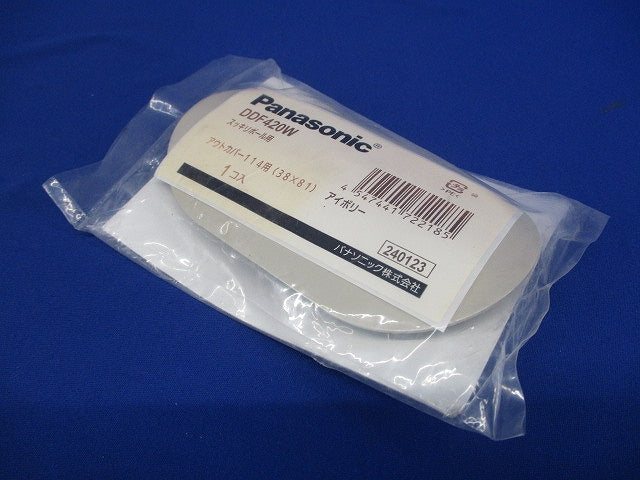 Panasonic®
DDF420W
スッキリポール用
アウトカバー114用(38×81)
1コ入
4547441722185
アイボリー
240123
パナソニック株式会社